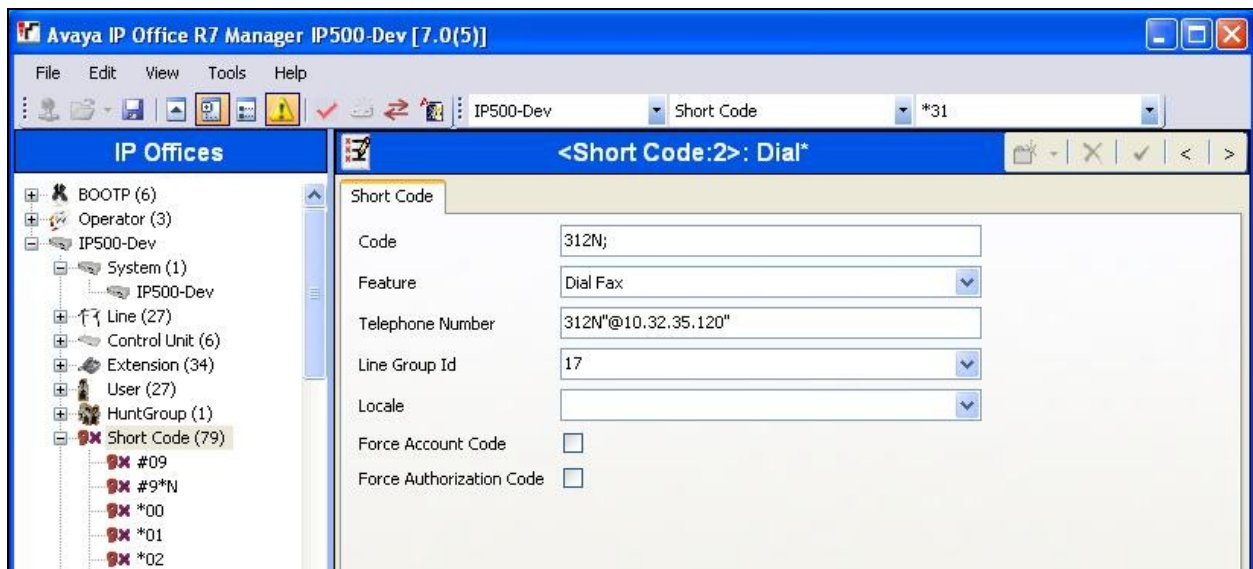 Avaya IP Office R7 Manager IP500-Dev [7.0(5)]
File Edit View Tools Help
IP500-Dev Short Code *31
IP Offices
BOOTP (6)
Operator (3)
IP500-Dev
System (1)
IP500-Dev
Line (27)
Control Unit (6)
Extension (34)
User (27)
HuntGroup (1)
Short Code (79)
#09
#9*N
*00
*01
*02
<Short Code:2>: Dial*
Short Code
Code 312N;
Feature Dial Fax
Telephone Number 312N"@10.32.35.120"
Line Group Id 17
Locale
Force Account Code
Force Authorization Code